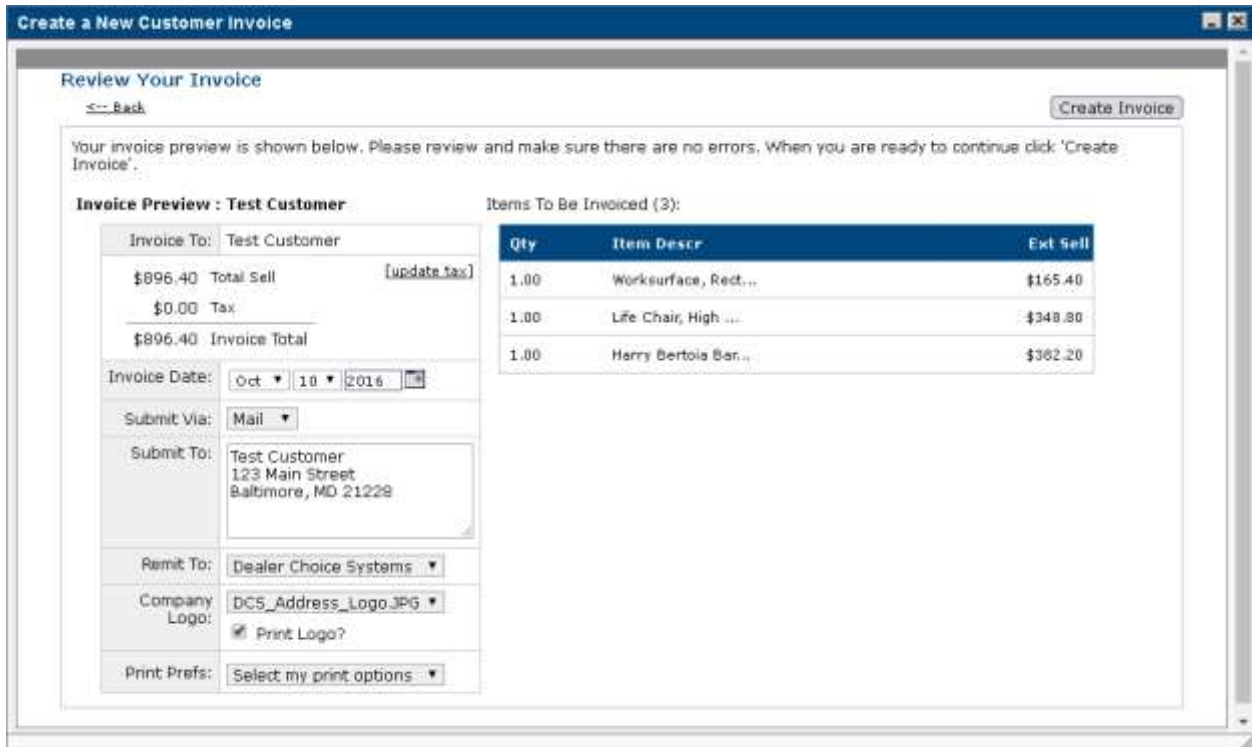 Create a New Customer Invoice
Review Your Invoice
<-- Back
Create Invoice
Your invoice preview is shown below. Please review and make sure there are no errors. When you are ready to continue click 'Create
Invoice'.
Invoice Preview : Test Customer
Invoice To: Test Customer
$896.40 Total Sell [update tax]
$0.00 Tax
$896.40 Invoice Total
Invoice Date: Oct 10 2016
Submit Via: Mail
Submit To: Test Customer
123 Main Street
Baltimore, MD 21228
Remit To: Dealer Choice Systems
Company Logo: DCS_Address_Logo.JPG
Print Logo?
Print Prefs: Select my print options
Items To Be Invoiced (3):
Qty Item Descr Ext Sell
1.00 Worksurface, Rect... $165.40
1.00 Life Chair, High ... $348.80
1.00 Harry Bertoia Bar... $382.20